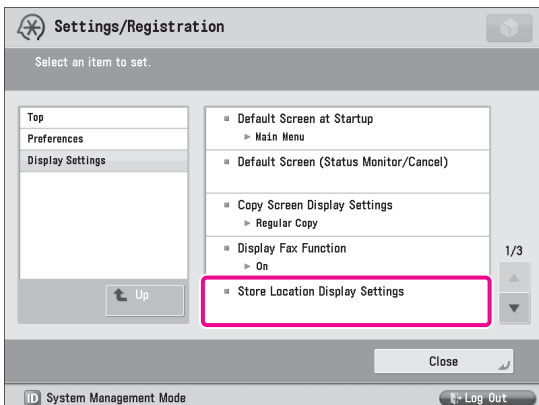 Settings/Registration
Select an item to set.
Top
Preferences
Display Settings
Up
Default Screen at Startup
Main Menu
Default Screen (Status Monitor/Cancel)
Copy Screen Display Settings
Regular Copy
Display Fax Function
On
Store Location Display Settings
1/3
Close
ID System Management Mode
Log Out